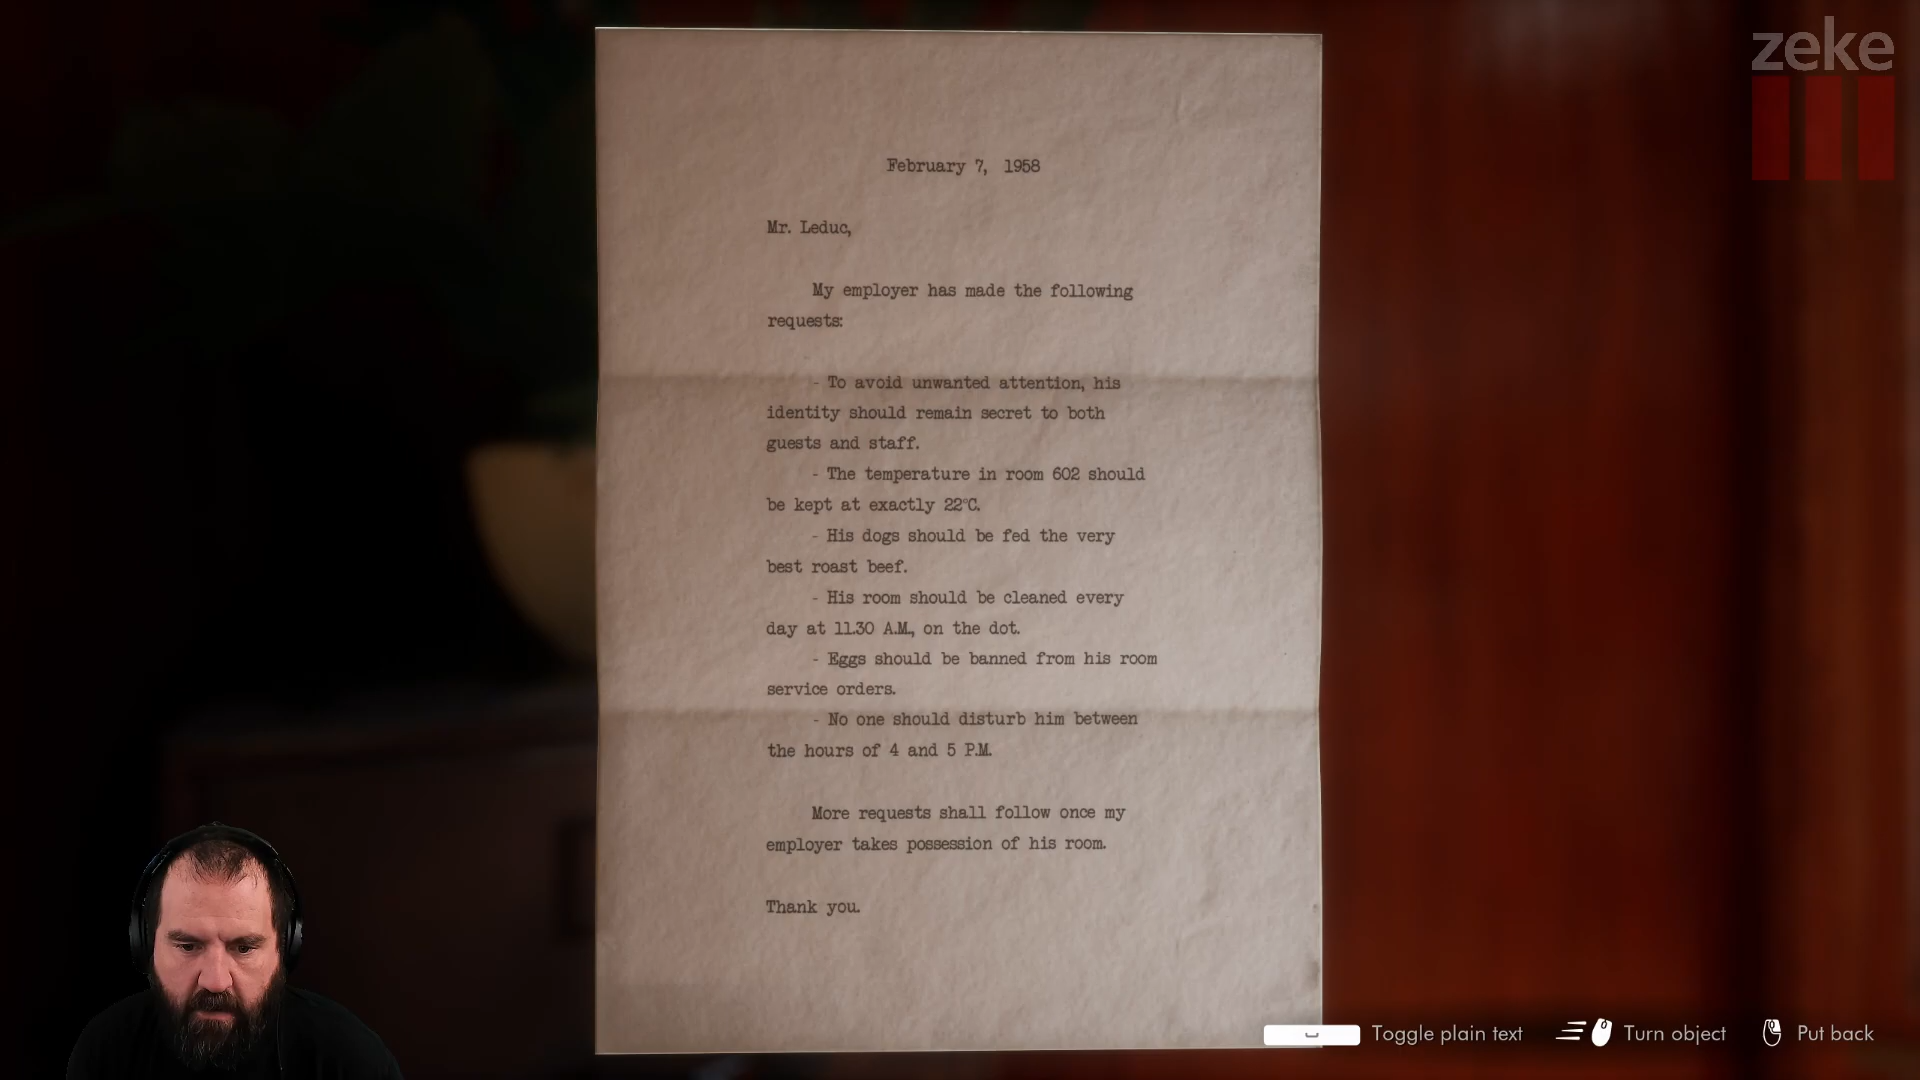 zeke
February 7, 1958
Mr. Leduc,
My employer has made the following
requests:
- To avoid unwanted attention, his
identity should remain secret to both
guests and staff.
- The temperature in room 602 should
be kept at exactly 22°C.
- His dogs should be fed the very
best roast beef.
- His room should be cleaned every
day at 11.30 A.M., on the dot.
- Eggs should be banned from his room
service orders.
- No one should disturb him between
the hours of 4 and 5 P.M.
More requests shall follow once my
employer takes possession of his room.
Thank you.
Toggle plain text Turn object Put back